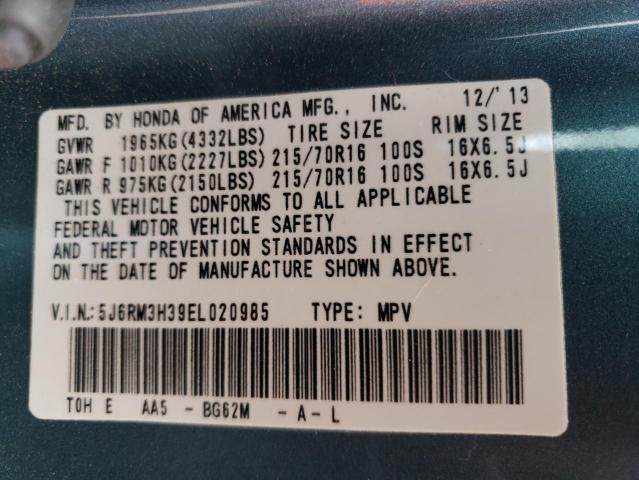 MFD. BY HONDA OF AMERICA MFG., INC. 12/'13
GVWR 1965KG(4332LBS) TIRE SIZE RIM SIZE
GAWR F 1010KG(2227LBS) 215/70R16 100S 16X6.5J
GAWR R 975KG(2150LBS) 215/70R16 100S 16X6.5J
THIS VEHICLE CONFORMS TO ALL APPLICABLE
FEDERAL MOTOR VEHICLE SAFETY
AND THEFT PREVENTION STANDARDS IN EFFECT
ON THE DATE OF MANUFACTURE SHOWN ABOVE.
V.I.N.: 5J6RM3H39EL020985 TYPE: MPV
TOH E AA5 - BG62M - A - L